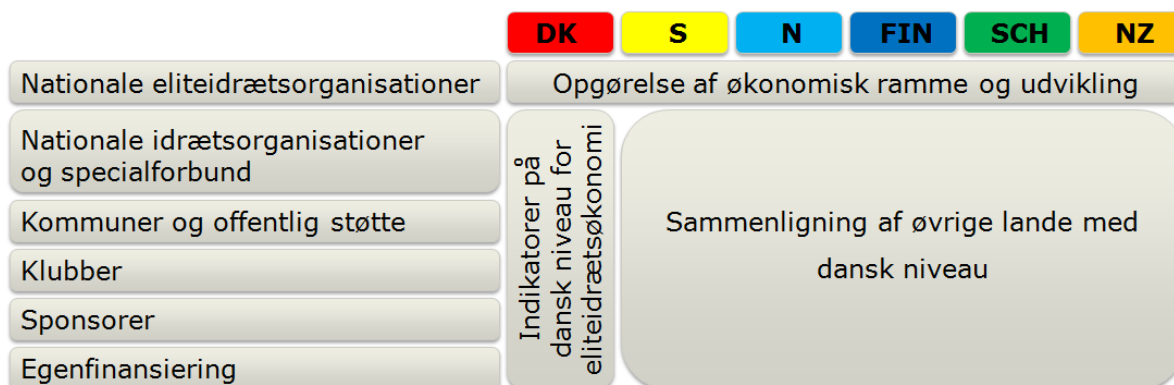 DK S N FIN SCH NZ
Nationale eliteidrætsorganisationer
Opgørelse af økonomisk ramme og udvikling
Nationale idrætsorganisationer
og specialforbund
Kommuner og offentlig støtte
Klubber
Sponsorer
Egenfinansiering
Indikatorer på
dansk niveau for
eliteidrætsøkonomi
Sammenligning af øvrige lande med
dansk niveau